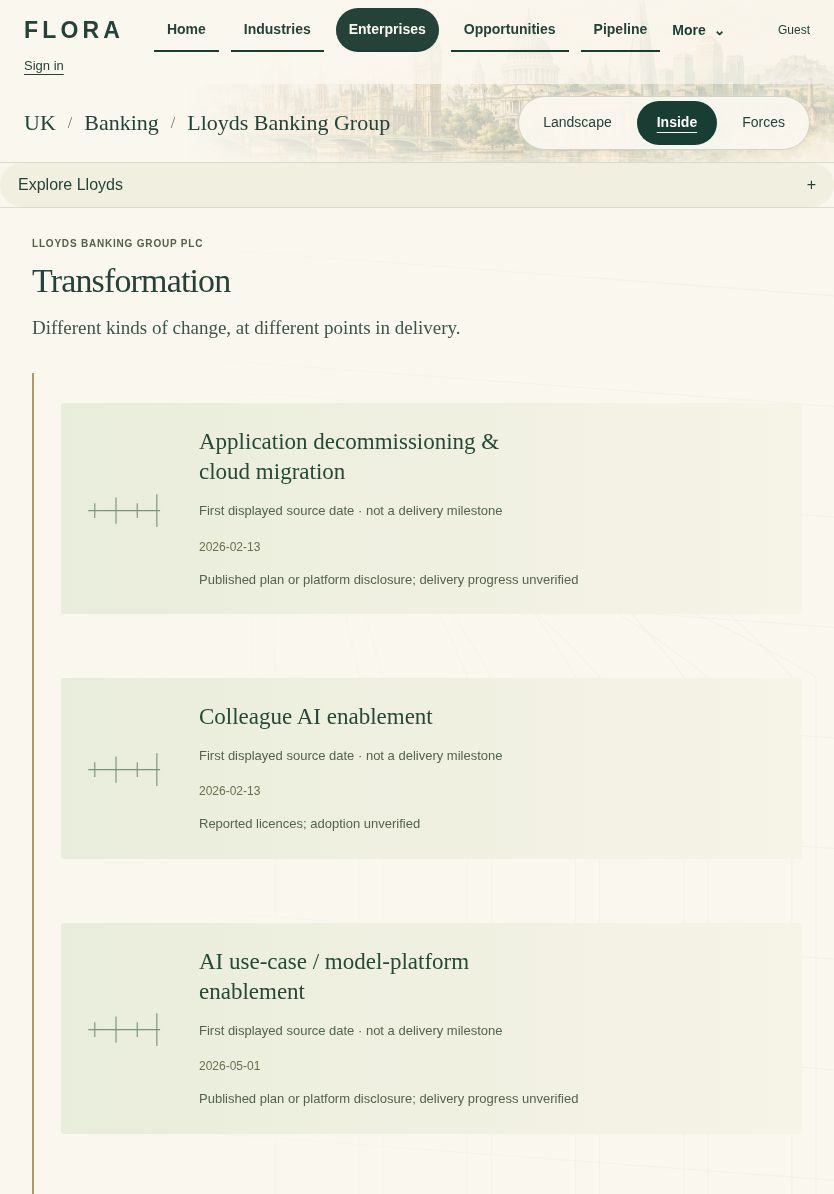 FLORA
Home
Industries
Enterprises
Opportunities
Pipeline
More
Guest
Sign in
UK / Banking / Lloyds Banking Group
Landscape
Inside
Forces
Explore Lloyds +
LLOYDS BANKING GROUP PLC
Transformation
Different kinds of change, at different points in delivery.
Application decommissioning &
cloud migration
First displayed source date · not a delivery milestone
2026-02-13
Published plan or platform disclosure; delivery progress unverified
Colleague AI enablement
First displayed source date · not a delivery milestone
2026-02-13
Reported licences; adoption unverified
AI use-case / model-platform
enablement
First displayed source date · not a delivery milestone
2026-05-01
Published plan or platform disclosure; delivery progress unverified